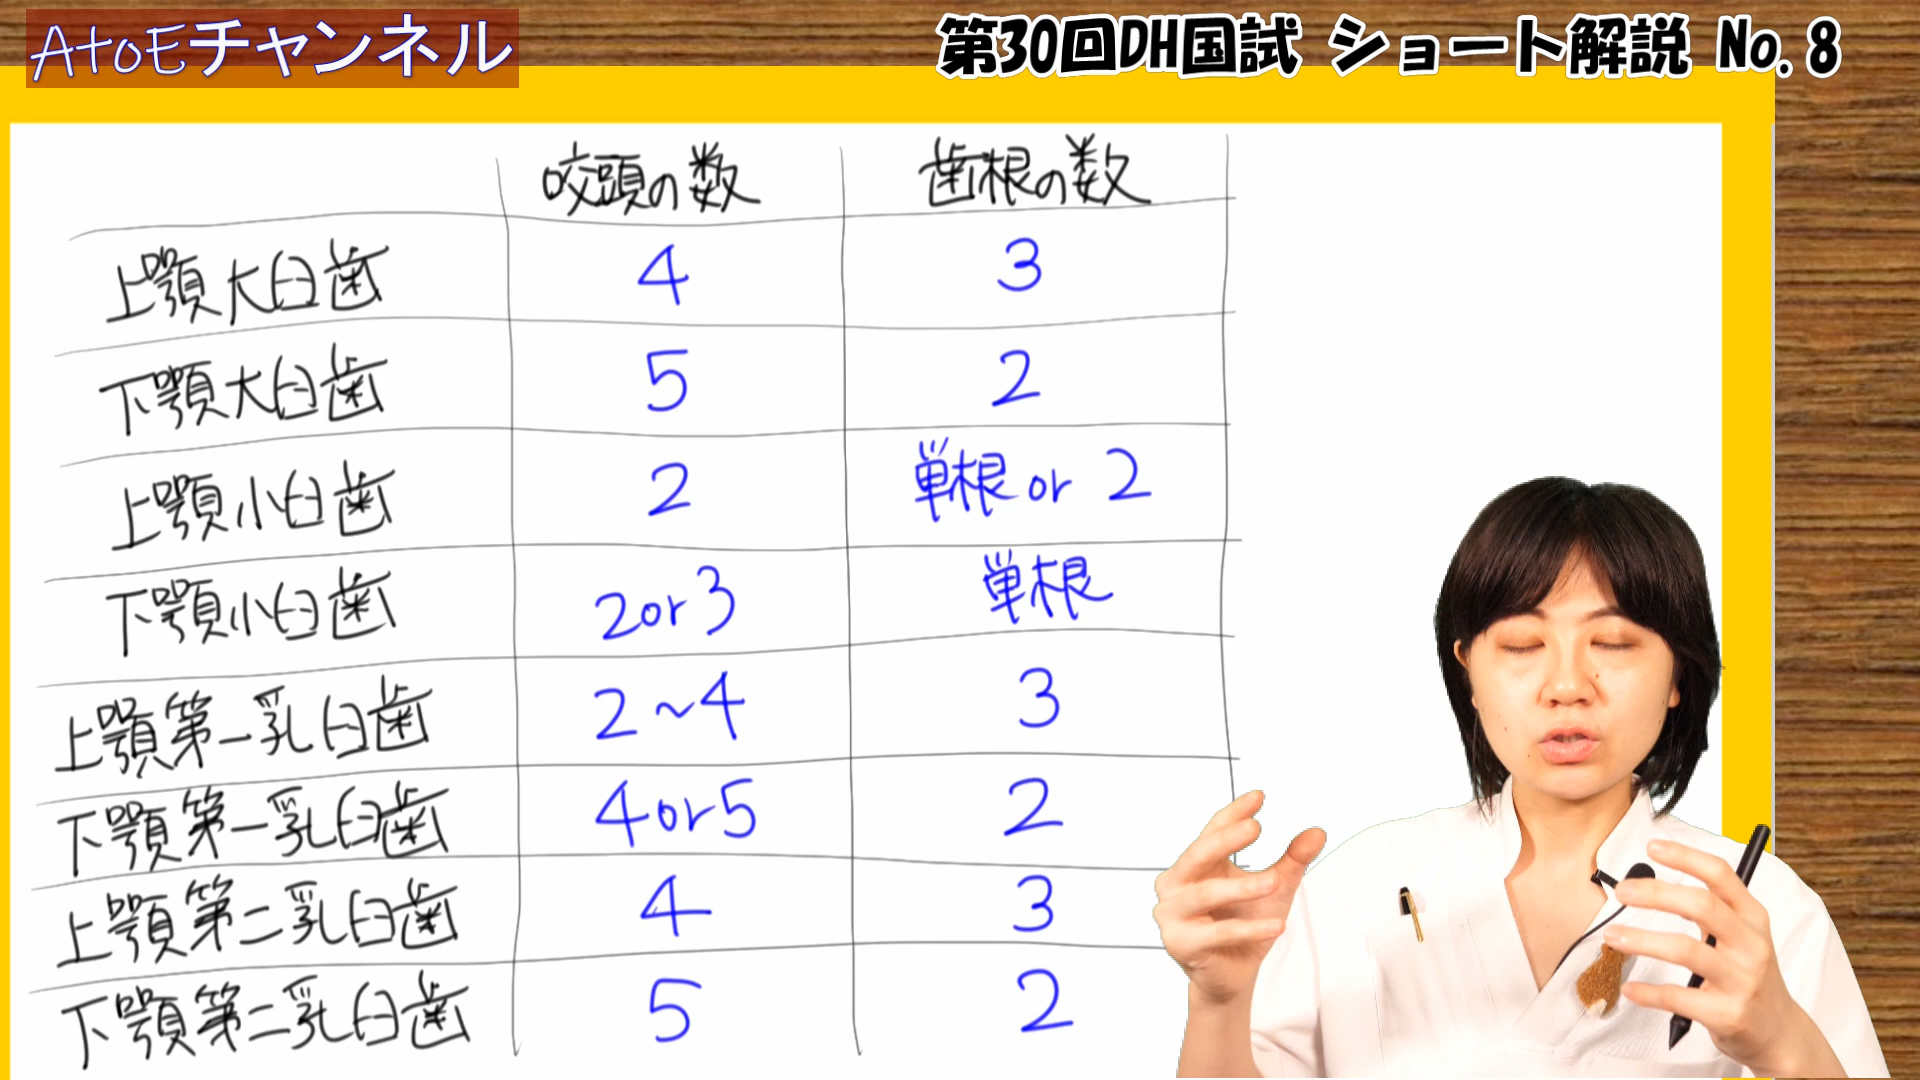 AtoEチャンネル
第30回DH国試 ショート解説 No.8
咬頭の数 歯根の数
上顎大臼歯 4 3
下顎大臼歯 5 2
上顎小臼歯 2 単根or 2
下顎小臼歯 2or3 単根
上顎第一乳臼歯 2~4 3
下顎第一乳臼歯 4or5 2
上顎第二乳臼歯 4 3
下顎第二乳臼歯 5 2